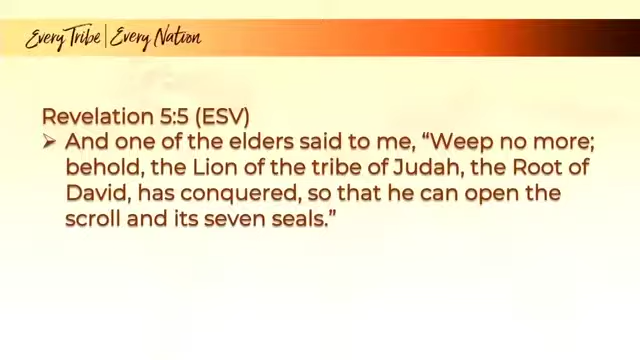 Every Tribe | Every Nation
Revelation 5:5 (ESV)
➢ And one of the elders said to me, “Weep no more;
behold, the Lion of the tribe of Judah, the Root of
David, has conquered, so that he can open the
scroll and its seven seals.”